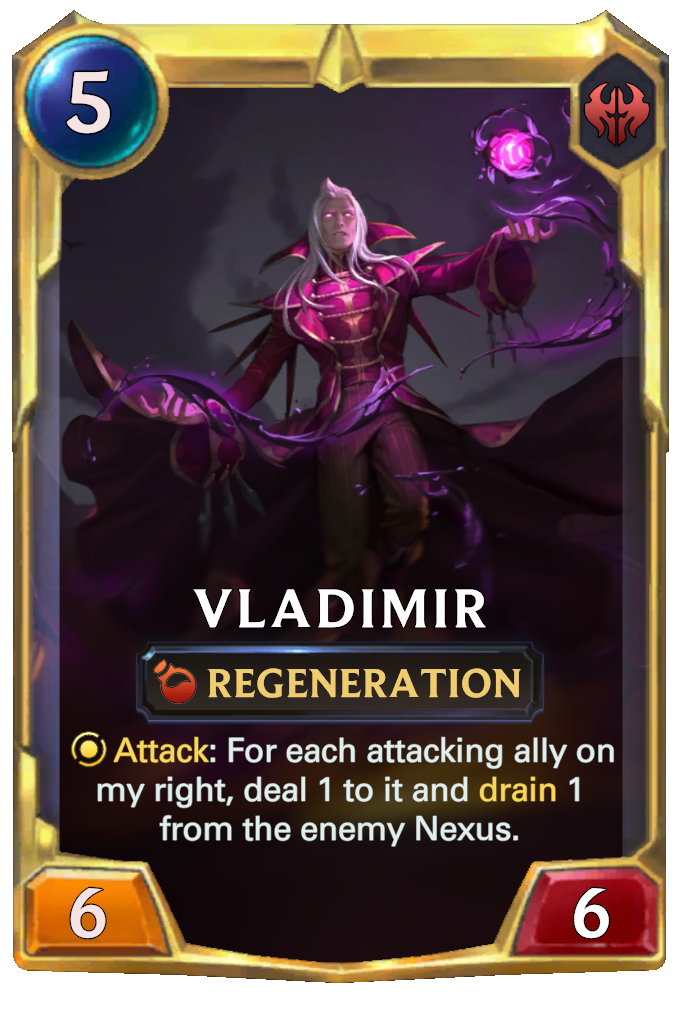 5
VLADIMIR
REGENERATION
Attack: For each attacking ally on
my right, deal 1 to it and drain 1
from the enemy Nexus.
6 6